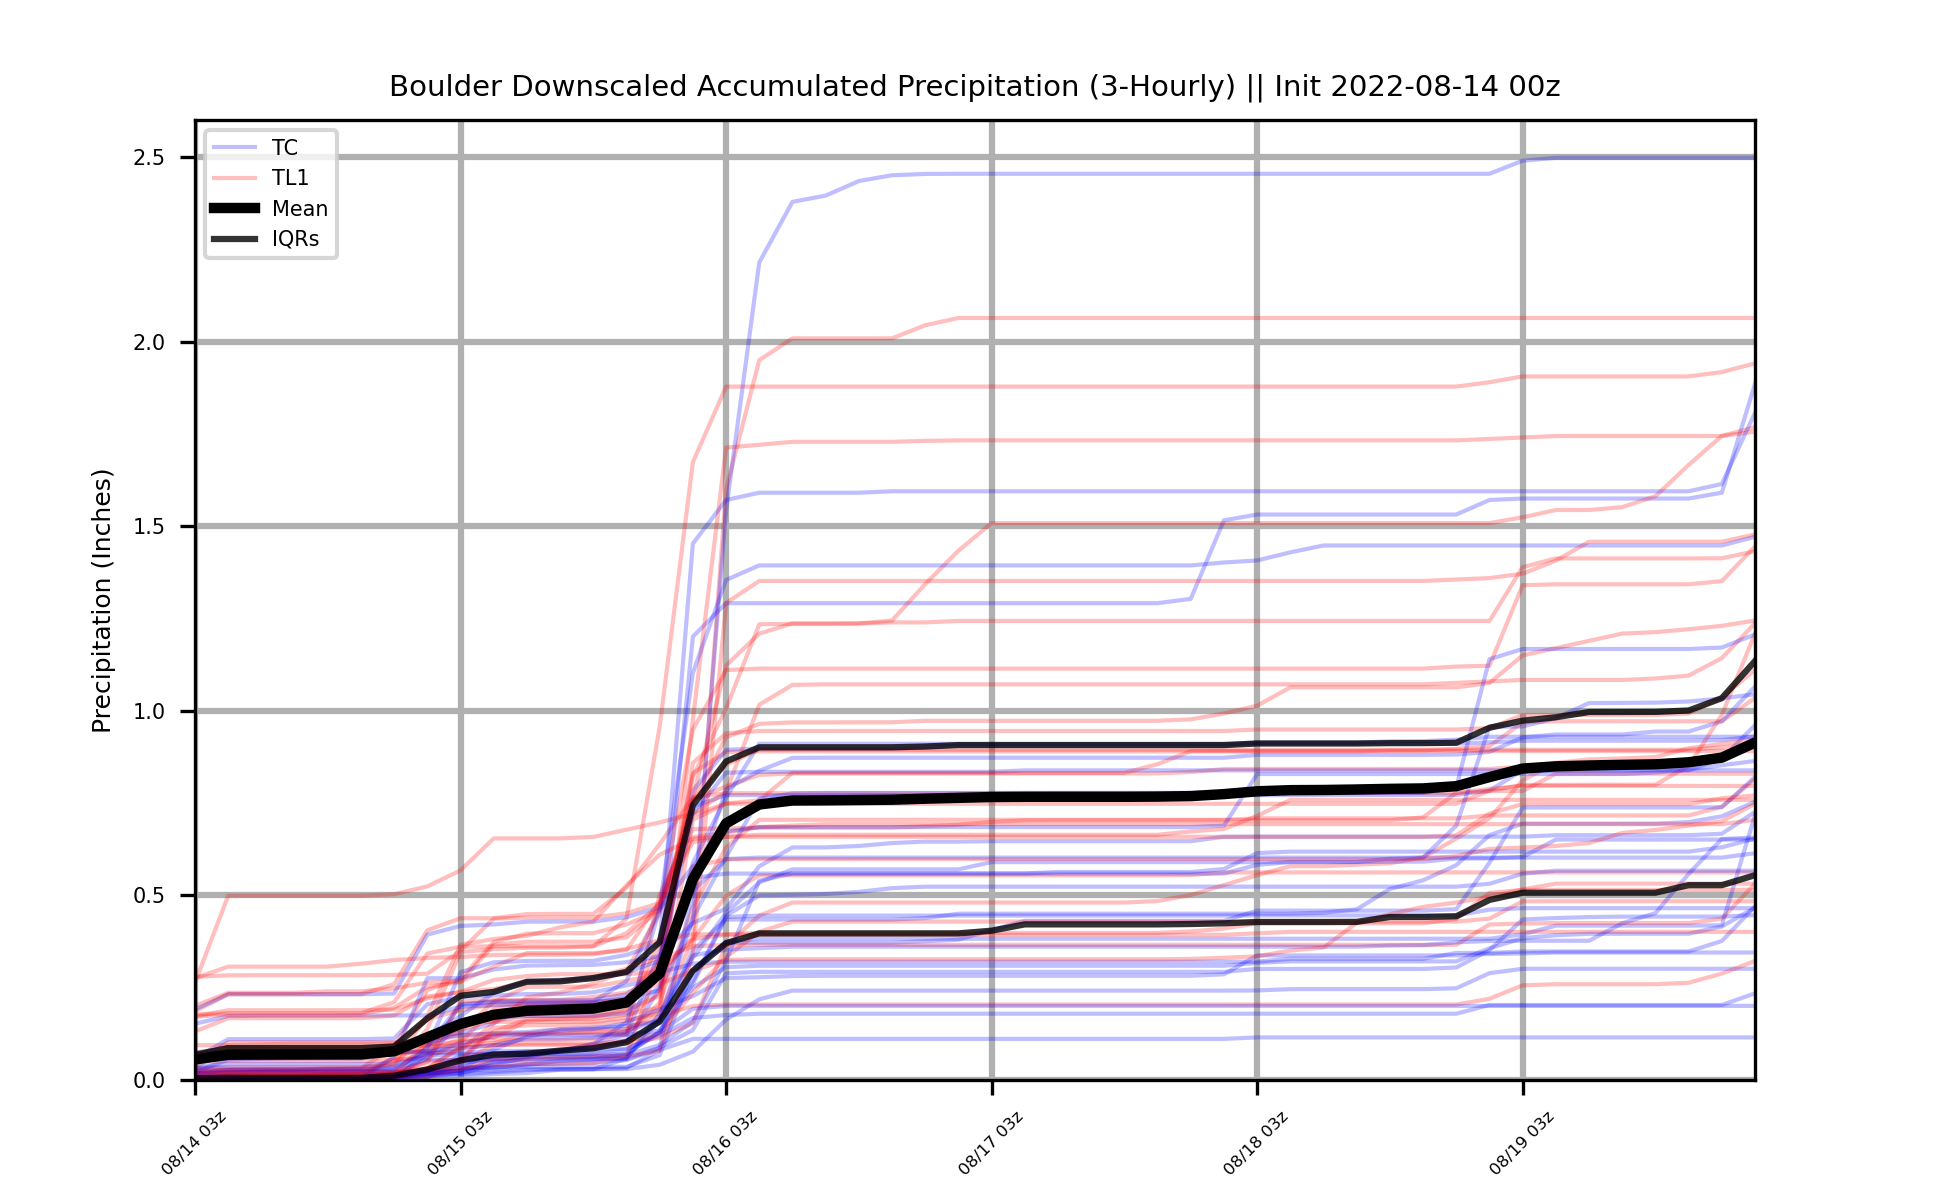 Boulder Downscaled Accumulated Precipitation (3-Hourly) || Init 2022-08-14 00z
TC
TL1
Mean
IQRs
Precipitation (Inches)
2.5
2.0
1.5
1.0
0.5
0.0
08/14 03z
08/15 03z
08/16 03z
08/17 03z
08/18 03z
08/19 03z